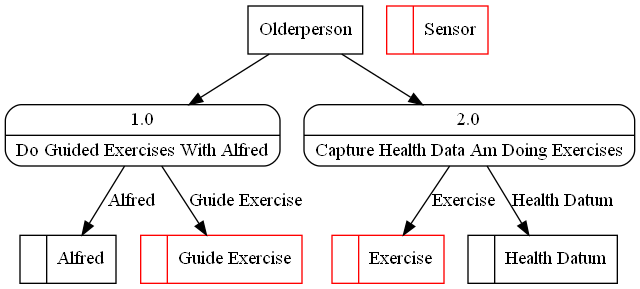 Olderperson
Sensor
1.0
Do Guided Exercises With Alfred
2.0
Capture Health Data Am Doing Exercises
Alfred
Guide Exercise
Exercise
Health Datum
Alfred
Guide Exercise
Exercise
Health Datum